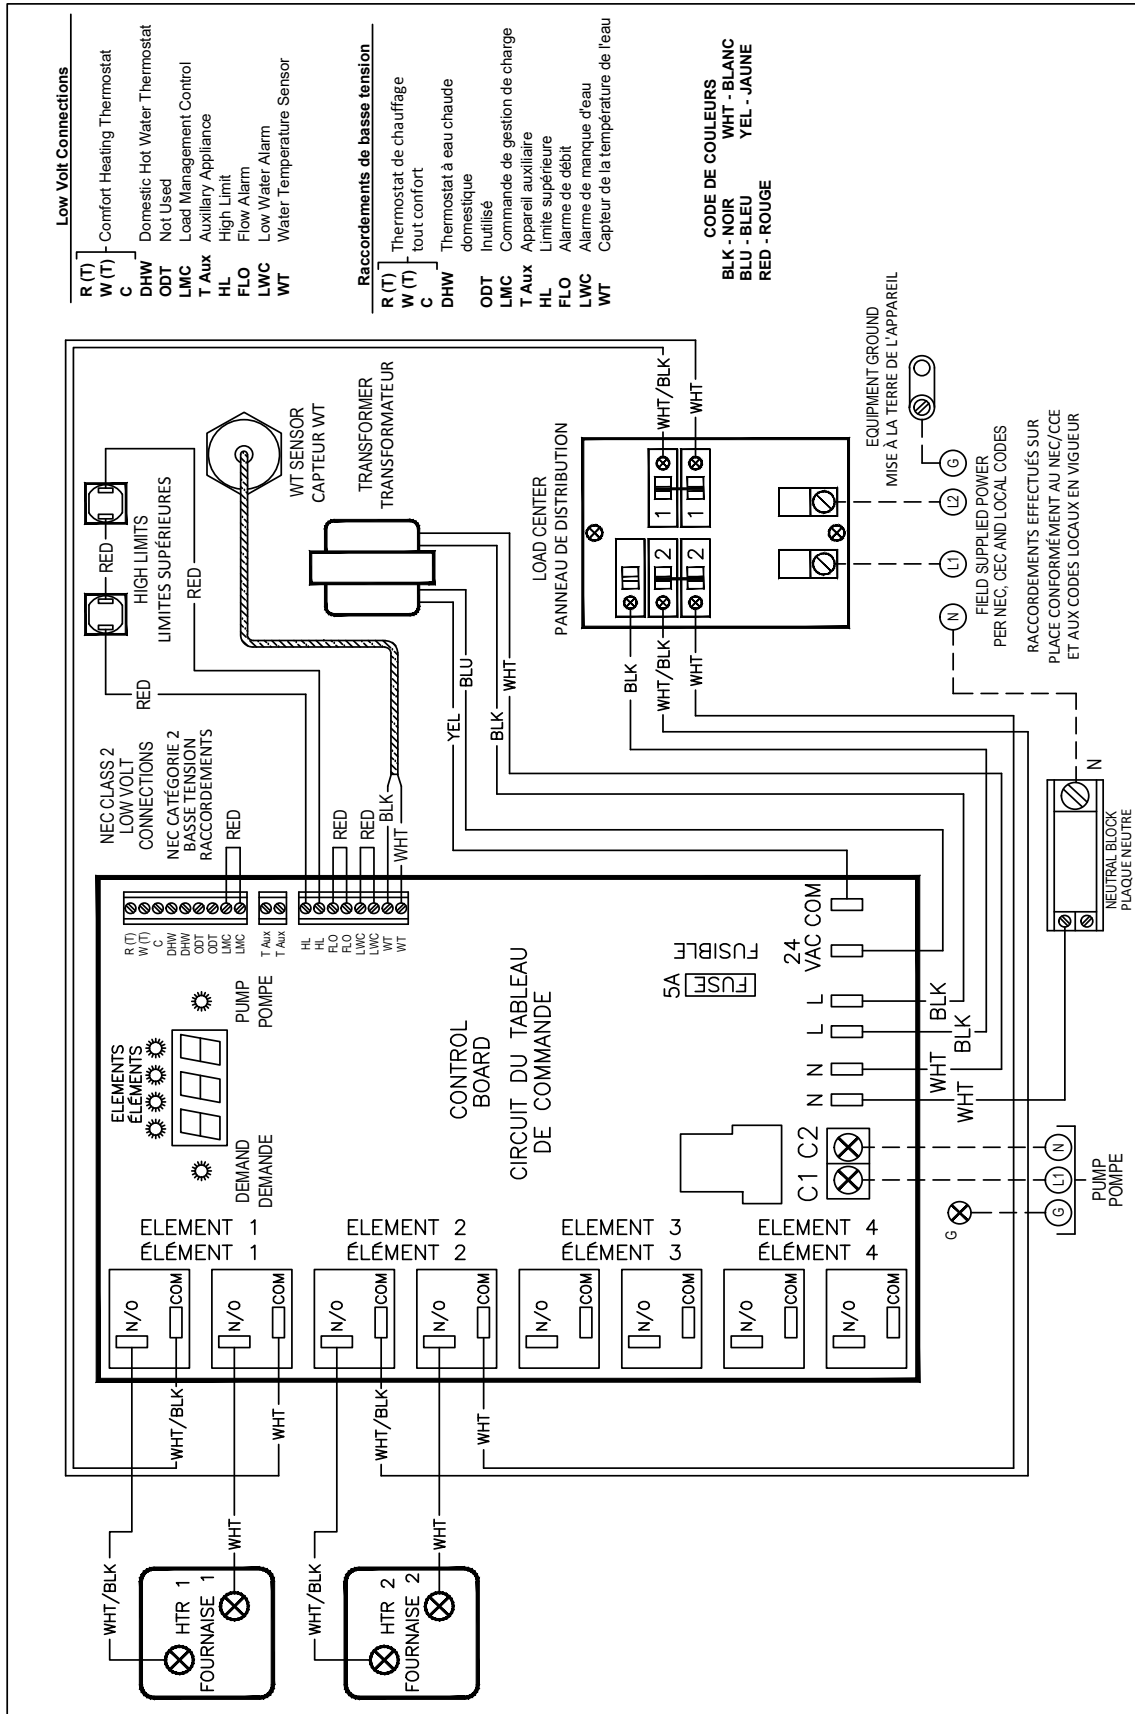 Low Volt Connections
R (T)
W (T)
C
Comfort Heating Thermostat
DHW Domestic Hot Water Thermostat
ODT Not Used
LMC Load Management Control
T Aux Auxillary Appliance
HL High Limit
FLO Flow Alarm
LWC Low Water Alarm
WT Water Temperature Sensor
Raccordements de basse tension
R (T)
W (T)
C
Thermostat de chauffage
tout confort
DHW Thermostat à eau chaude
domestique
ODT Inutilisé
LMC Commande de gestion de charge
T Aux Appareil auxiliaire
HL Limite supérieure
FLO Alarme de débit
LWC Alarme de manque d'eau
WT Capteur de la température de l'eau
CODE DE COULEURS
BLK - NOIR WHT - BLANC
BLU - BLEU YEL - JAUNE
RED - ROUGE
RED
RED
RED
HIGH LIMITS
LIMITES SUPÉRIEURES
WT SENSOR
CAPTEUR WT
TRANSFORMER
TRANSFORMATEUR
YEL
BLU
BLK
WHT
LOAD CENTER
PANNEAU DE DISTRIBUTION
WHT/BLK
WHT
1
1
2
2
BLK
WHT/BLK
WHT
EQUIPMENT GROUND
MISE À LA TERRE DE L'APPAREIL
N
L1
L2
G
FIELD SUPPLIED POWER
PER NEC, CEC AND LOCAL CODES
RACCORDEMENTS EFFECTUÉS SUR
PLACE CONFORMÉMENT AU NEC/CCE
ET AUX CODES LOCAUX EN VIGUEUR
NEC CLASS 2
LOW VOLT
CONNECTIONS
NEC CATÉGORIE 2
BASSE TENSION
RACCORDEMENTS
RED
RED
RED
BLK
WHT
R (T)
W (T)
C
DHW
DHW
ODT
ODT
LMC
LMC
T Aux
T Aux
HL
HL
FLO
FLO
LWC
LWC
WT
WT
ELEMENTS
ÉLÉMENTS
PUMP
POMPE
DEMAND
DEMANDE
CONTROL
BOARD
CIRCUIT DU TABLEAU
DE COMMANDE
5A
FUSE
FUSIBLE
C1 C2
N
N
L
L
24
VAC
COM
WHT
WHT
BLK
BLK
N
NEUTRAL BLOCK
PLAQUE NEUTRE
G
G
L1
N
PUMP
POMPE
ELEMENT 1
ÉLÉMENT 1
ELEMENT 2
ÉLÉMENT 2
ELEMENT 3
ÉLÉMENT 3
ELEMENT 4
ÉLÉMENT 4
N/O
COM
N/O
COM
N/O
COM
N/O
COM
N/O
COM
N/O
COM
N/O
COM
N/O
COM
WHT/BLK
WHT
WHT/BLK
WHT
WHT/BLK
WHT
WHT/BLK
WHT
HTR 1
FOURNAISE 1
HTR 2
FOURNAISE 2